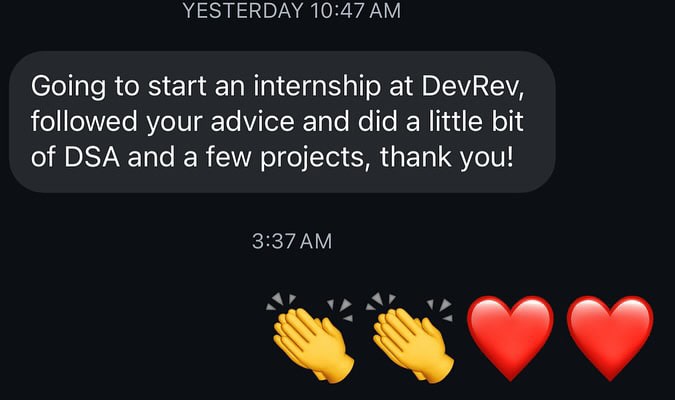 YESTERDAY 10:47 AM
Going to start an internship at DevRev,
followed your advice and did a little bit
of DSA and a few projects, thank you!
3:37 AM
👏👏❤️❤️